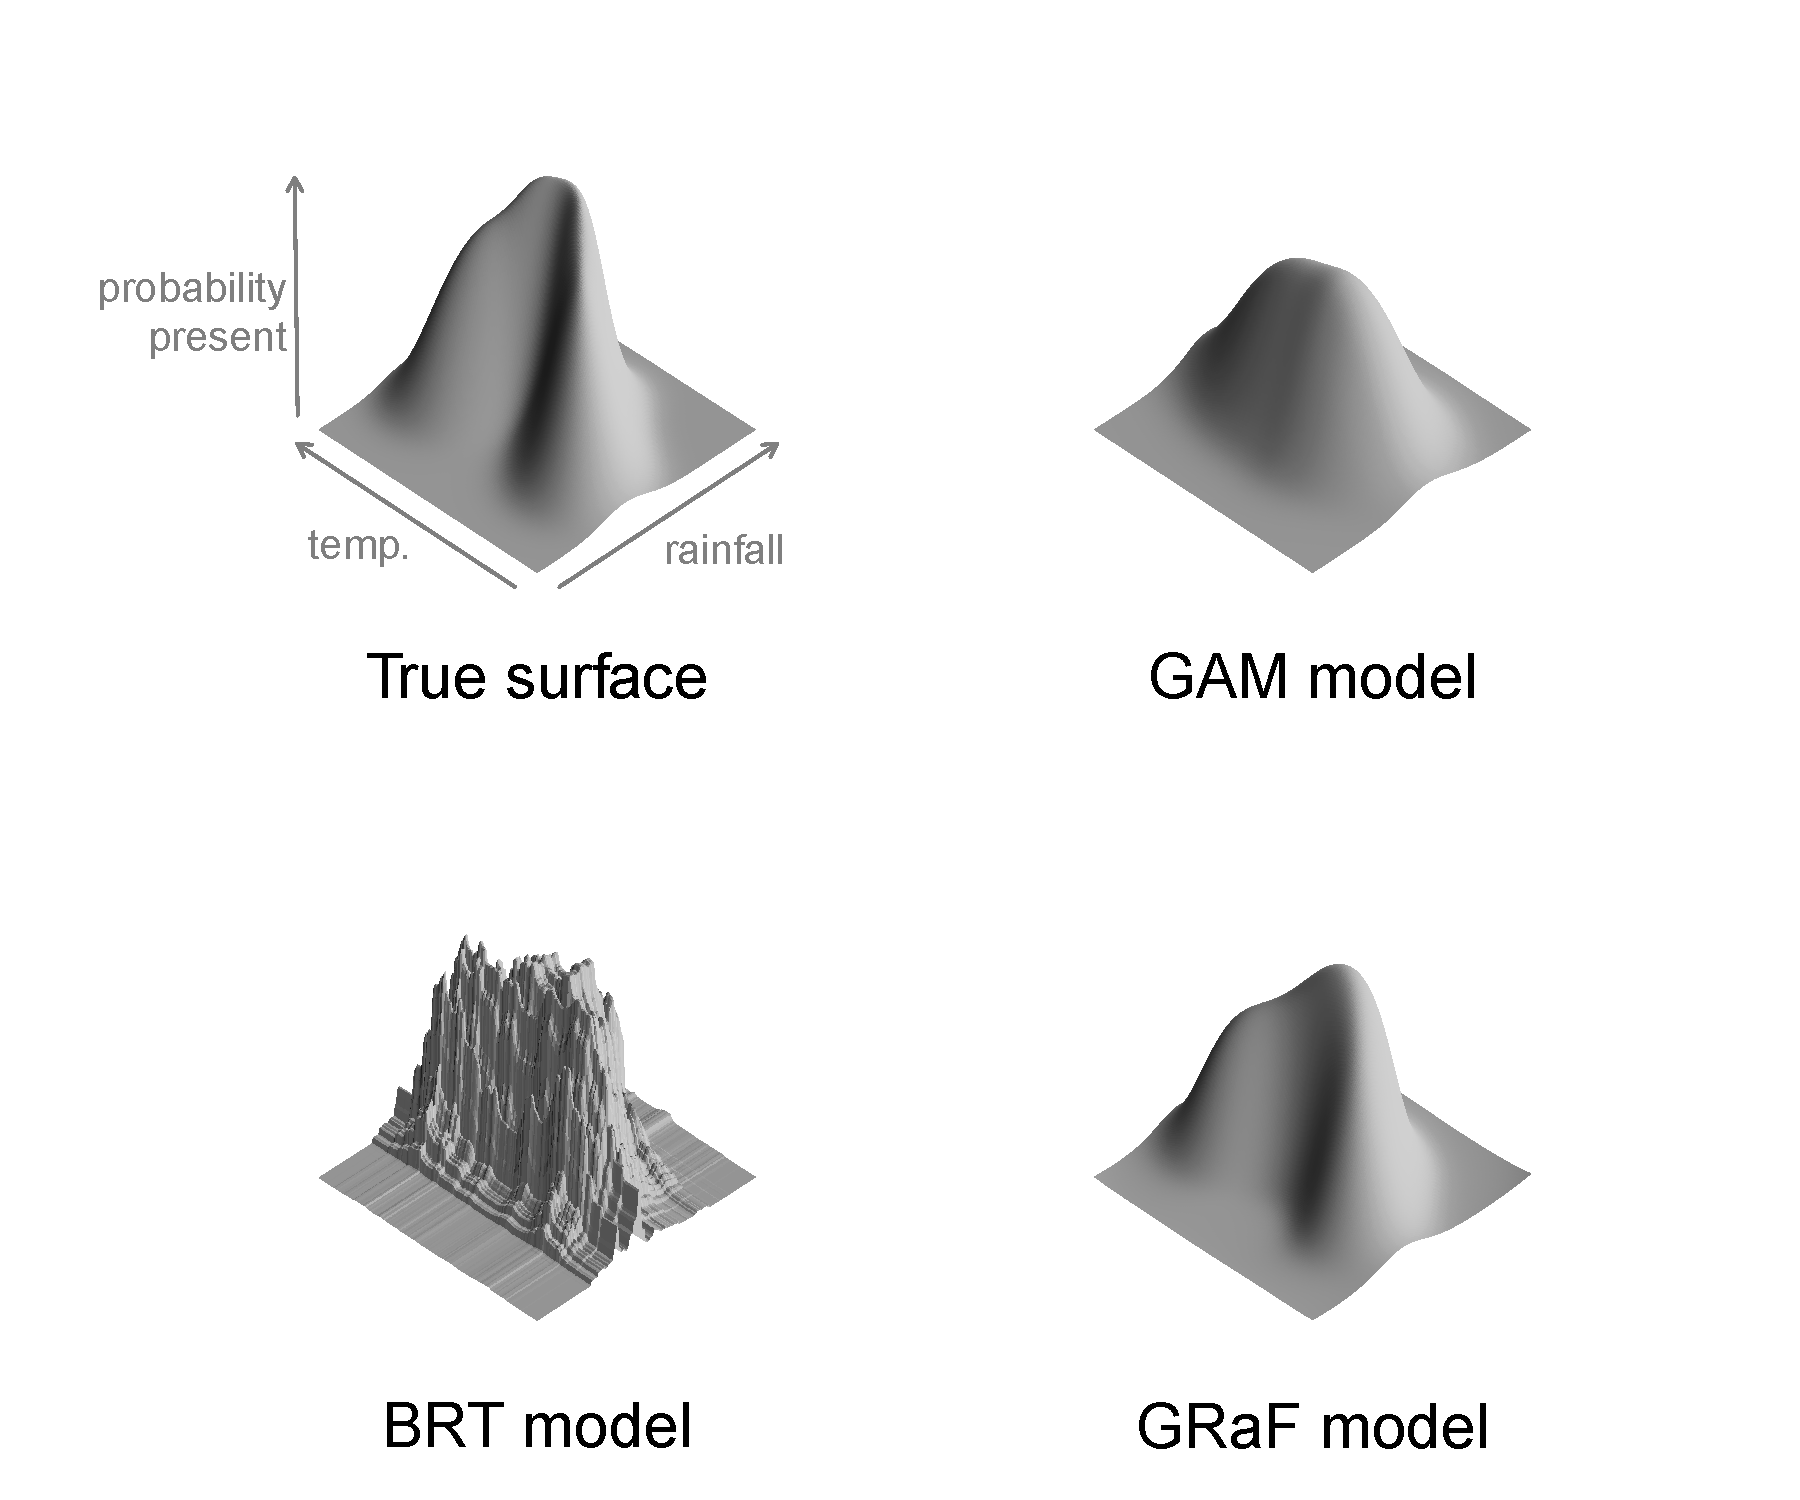 probability
present
temp.
rainfall
True surface
GAM model
BRT model
GRaF model